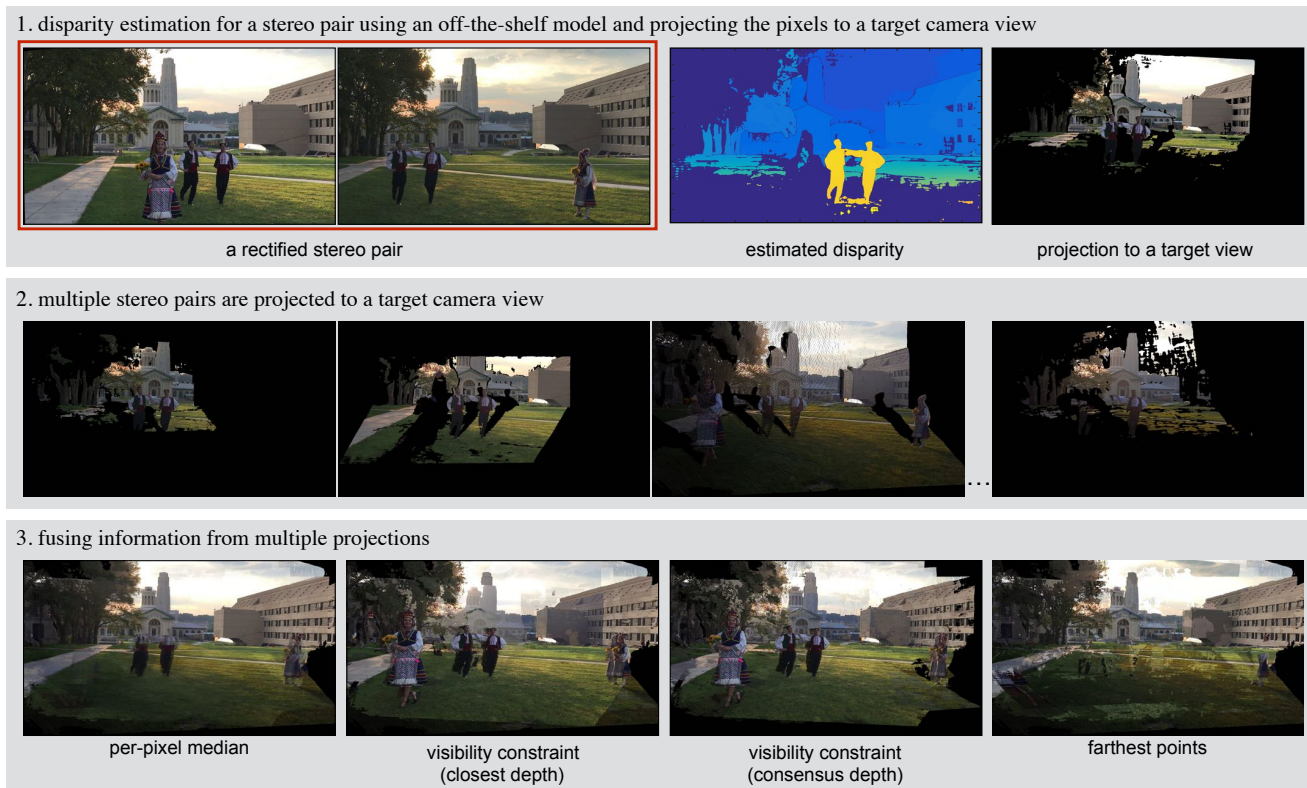 1. disparity estimation for a stereo pair using an off-the-shelf model and projecting the pixels to a target camera view
a rectified stereo pair
estimated disparity
projection to a target view
2. multiple stereo pairs are projected to a target camera view
...
3. fusing information from multiple projections
per-pixel median
visibility constraint
(closest depth)
visibility constraint
(consensus depth)
farthest points